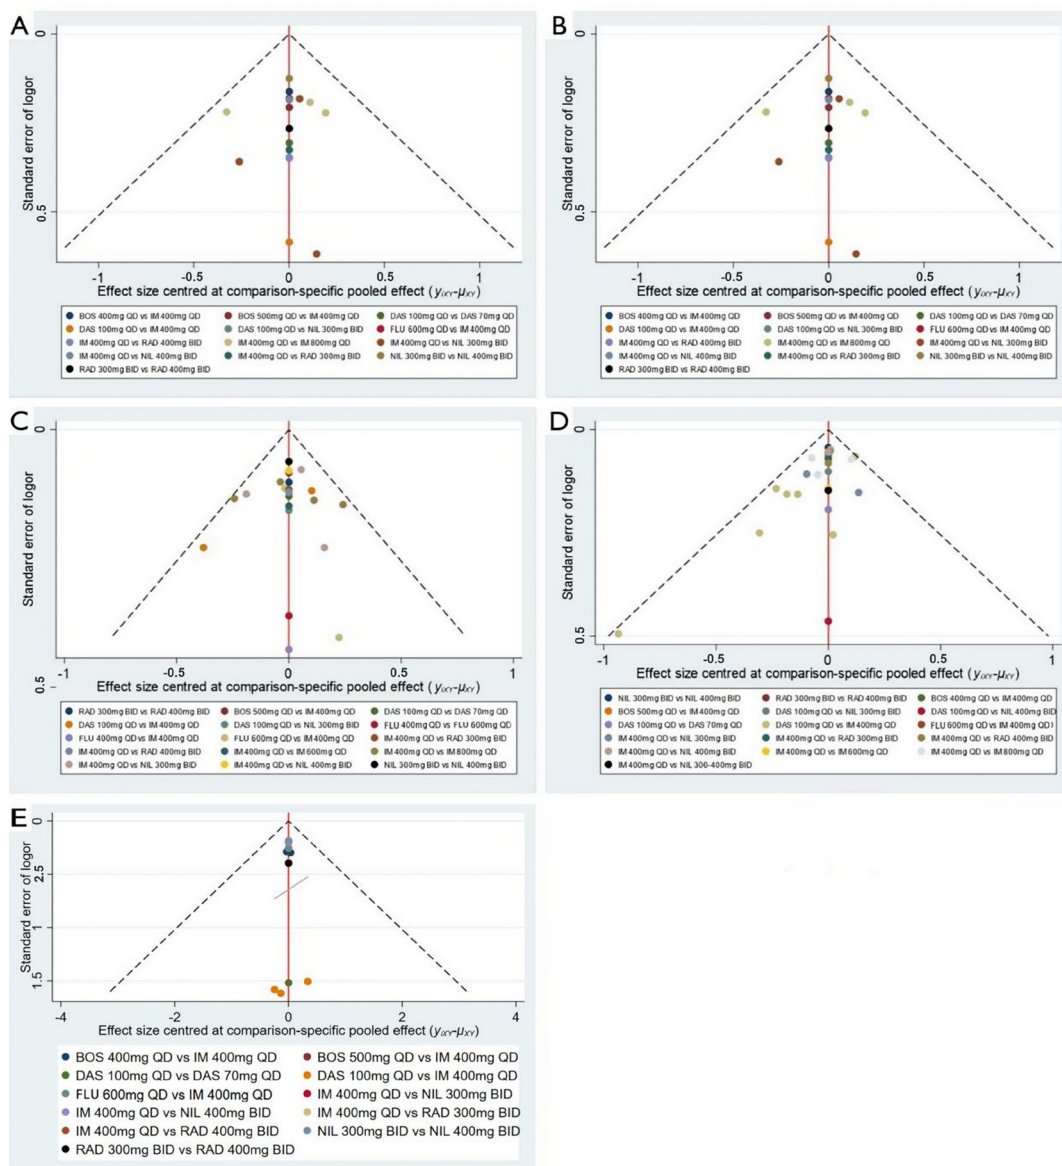 A
Standard error of logor
0
0.5
-1
-0.5
0
0.5
1
Effect size centred at comparison-specific pooled effect (yiXY-μXY)
BOS 400mg QD vs IM 400mg QD
BOS 500mg QD vs IM 400mg QD
DAS 100mg QD vs DAS 70mg QD
DAS 100mg QD vs IM 400mg QD
DAS 100mg QD vs NIL 300mg BID
FLU 600mg QD vs IM 400mg QD
IM 400mg QD vs RAD 400mg BID
IM 400mg QD vs IM 800mg QD
IM 400mg QD vs NIL 300mg BID
IM 400mg QD vs NIL 400mg BID
IM 400mg QD vs RAD 300mg BID
NIL 300mg BID vs NIL 400mg BID
RAD 300mg BID vs RAD 400mg BID
B
Standard error of logor
0
0.5
-1
-0.5
0
0.5
1
Effect size centred at comparison-specific pooled effect (yiXY-μXY)
BOS 400mg QD vs IM 400mg QD
BOS 500mg QD vs IM 400mg QD
DAS 100mg QD vs DAS 70mg QD
DAS 100mg QD vs IM 400mg QD
DAS 100mg QD vs NIL 300mg BID
FLU 600mg QD vs IM 400mg QD
IM 400mg QD vs RAD 400mg BID
IM 400mg QD vs IM 800mg QD
IM 400mg QD vs NIL 300mg BID
IM 400mg QD vs NIL 400mg BID
IM 400mg QD vs RAD 300mg BID
NIL 300mg BID vs NIL 400mg BID
RAD 300mg BID vs RAD 400mg BID
C
Standard error of logor
0
0.5
-1
-0.5
0
0.5
1
Effect size centred at comparison-specific pooled effect (yiXY-μXY)
RAD 300mg BID vs RAD 400mg BID
BOS 500mg QD vs IM 400mg QD
DAS 100mg QD vs DAS 70mg QD
DAS 100mg QD vs IM 400mg QD
DAS 100mg QD vs NIL 300mg BID
FLU 400mg QD vs FLU 600mg QD
FLU 400mg QD vs IM 400mg QD
FLU 600mg QD vs IM 400mg QD
IM 400mg QD vs RAD 300mg BID
IM 400mg QD vs RAD 400mg BID
IM 400mg QD vs IM 600mg QD
IM 400mg QD vs IM 800mg QD
IM 400mg QD vs NIL 300mg BID
IM 400mg QD vs NIL 400mg BID
NIL 300mg BID vs NIL 400mg BID
D
Standard error of logor
0
0.5
-1
-0.5
0
0.5
1
Effect size centred at comparison-specific pooled effect (yiXY-μXY)
NIL 300mg BID vs NIL 400mg BID
RAD 300mg BID vs RAD 400mg BID
BOS 400mg QD vs IM 400mg QD
BOS 500mg QD vs IM 400mg QD
DAS 100mg QD vs NIL 300mg BID
DAS 100mg QD vs NIL 400mg BID
DAS 100mg QD vs DAS 70mg QD
DAS 100mg QD vs IM 400mg QD
FLU 600mg QD vs IM 400mg QD
IM 400mg QD vs NIL 300mg BID
IM 400mg QD vs RAD 300mg BID
IM 400mg QD vs RAD 400mg BID
IM 400mg QD vs NIL 400mg BID
IM 400mg QD vs IM 600mg QD
IM 400mg QD vs IM 800mg QD
IM 400mg QD vs NIL 300-400mg BID
E
Standard error of logor
0
2.5
1
1.5
-4
-2
0
2
4
Effect size centred at comparison-specific pooled effect (yiXY-μXY)
BOS 400mg QD vs IM 400mg QD
BOS 500mg QD vs IM 400mg QD
DAS 100mg QD vs DAS 70mg QD
DAS 100mg QD vs IM 400mg QD
FLU 600mg QD vs IM 400mg QD
IM 400mg QD vs NIL 300mg BID
IM 400mg QD vs NIL 400mg BID
IM 400mg QD vs RAD 300mg BID
IM 400mg QD vs RAD 400mg BID
NIL 300mg BID vs NIL 400mg BID
RAD 300mg BID vs RAD 400mg BID